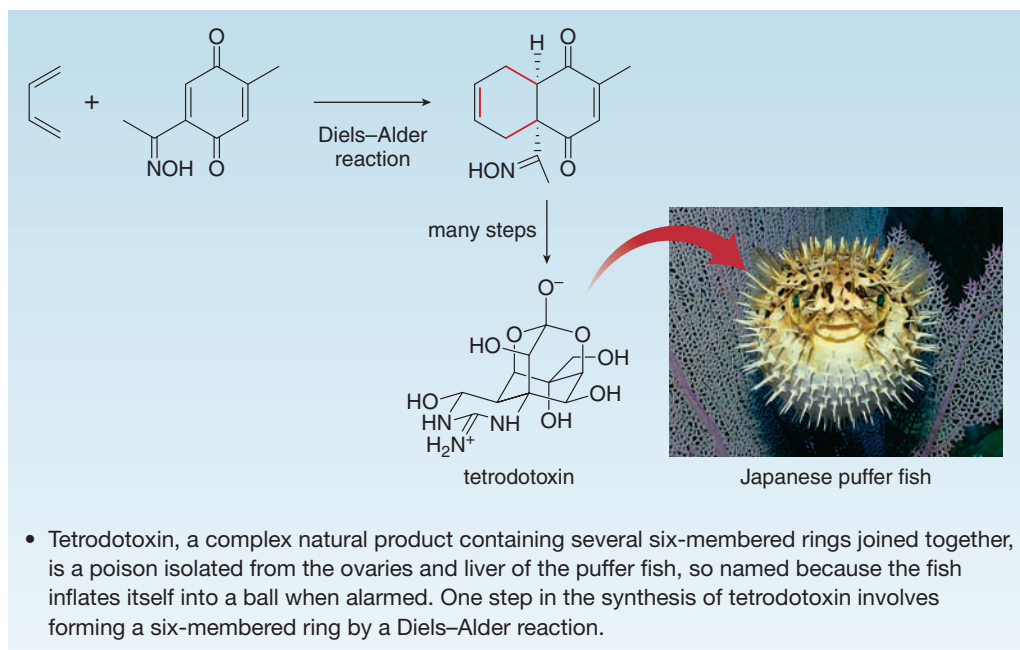 O
H
O
+
Diels–Alder
reaction
NOH
O
HON
O
many steps
O–
O
O
HO
OH
HO
OH
HN
NH
OH
H2N+
tetrodotoxin
Japanese puffer fish
• Tetrodotoxin, a complex natural product containing several six-membered rings joined together,
is a poison isolated from the ovaries and liver of the puffer fish, so named because the fish
inflates itself into a ball when alarmed. One step in the synthesis of tetrodotoxin involves
forming a six-membered ring by a Diels–Alder reaction.